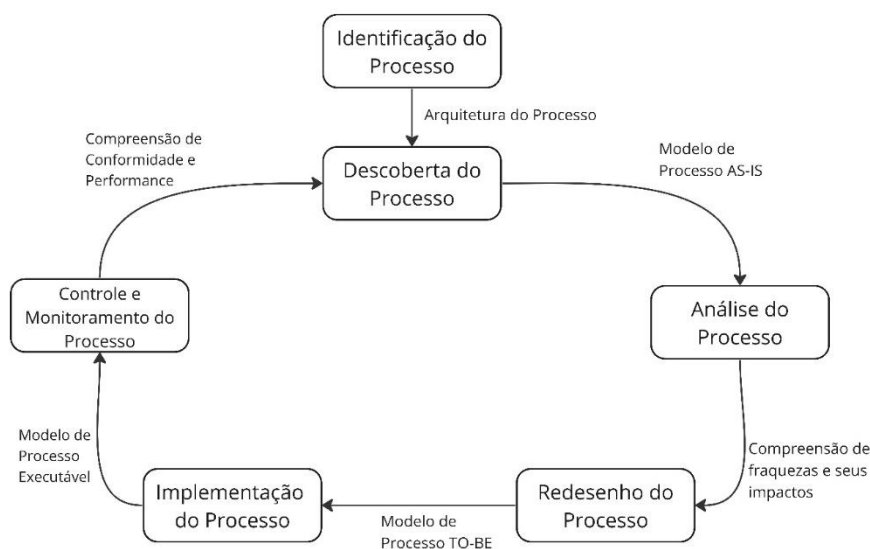 Identificação do
Processo
Arquitetura do Processo
Compreensão de
Conformidade e
Performance
Descoberta do
Processo
Modelo de
Processo AS-IS
Controle e
Monitoramento do
Processo
Análise do
Processo
Modelo de
Processo
Executável
Implementação
do Processo
Modelo de
Processo TO-BE
Redesenho do
Processo
Compreensão de
fraquezas e seus
impactos